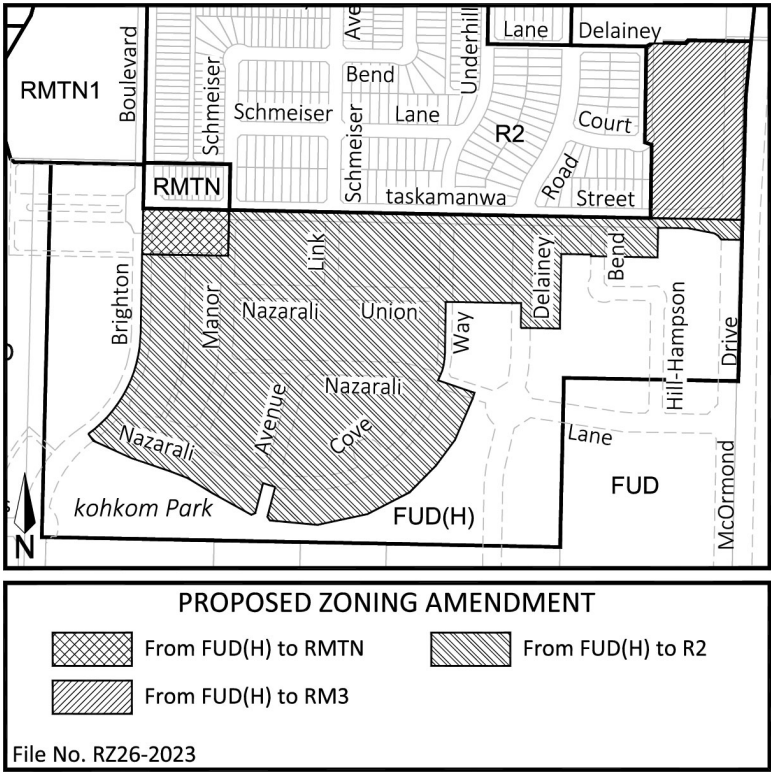 Lane
Delainey
RMTN1
Boulevard
Schmeiser
Ave
Bend
Underhill
Schmeiser
Lane
Schmeiser
R2
Court
Road
RMTN
taskamanwa
Street
Brighton
Manor
Link
Nazarali
Union
Way
Delainey
Bend
Hill-Hampson
Drive
Nazarali
Avenue
Cove
Nazarali
Lane
kohkom Park
FUD(H)
FUD
McOrmond
N
PROPOSED ZONING AMENDMENT
From FUD(H) to RMTN
From FUD(H) to R2
From FUD(H) to RM3
File No. RZ26-2023